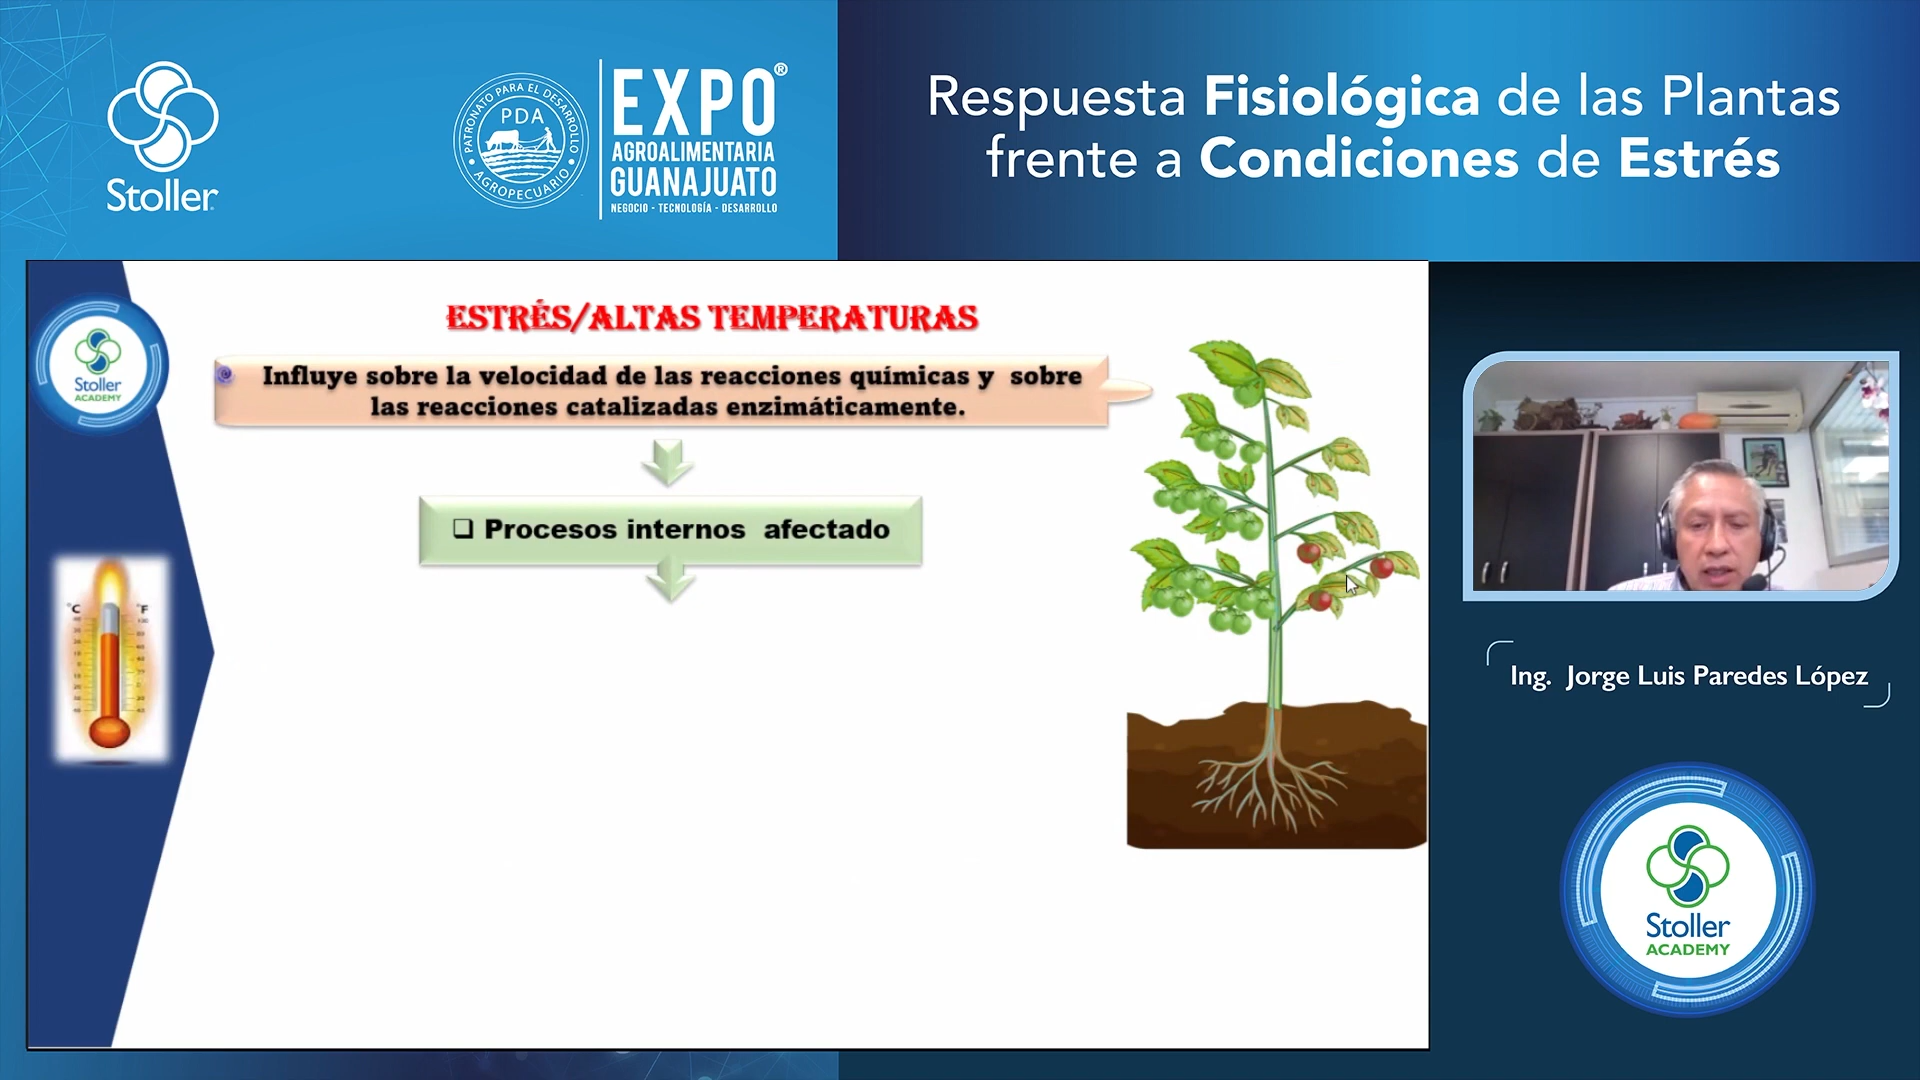 Stoller
PATRONATO PARA EL DESARROLLO
PDA
AGROPECUARIO
EXPO®
AGROALIMENTARIA
GUANAJUATO
NEGOCIO - TECNOLOGÍA - DESARROLLO
Respuesta Fisiológica de las Plantas
frente a Condiciones de Estrés
Stoller
ACADEMY
ESTRÉS/ALTAS TEMPERATURAS
Influye sobre la velocidad de las reacciones químicas y sobre
las reacciones catalizadas enzimáticamente.
❑ Procesos internos afectado
°C °F
Ing. Jorge Luis Paredes López
Stoller
ACADEMY